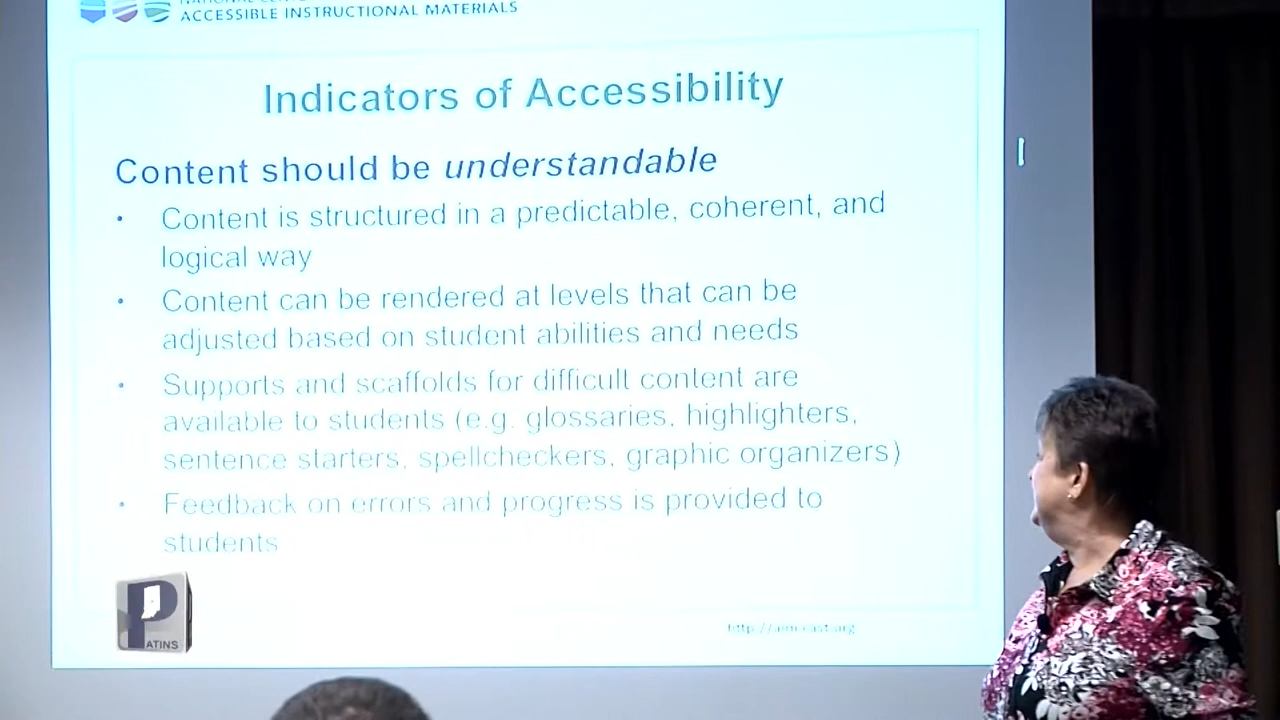 ACCESSIBLE INSTRUCTIONAL MATERIALS
Indicators of Accessibility
Content should be understandable
• Content is structured in a predictable, coherent, and
logical way
• Content can be rendered at levels that can be
adjusted based on student abilities and needs
• Supports and scaffolds for difficult content are
available to students (e.g. glossaries, highlighters,
sentence starters, spellcheckers, graphic organizers)
• Feedback on errors and progress is provided to
students
PATINS
http://aim.cast.org